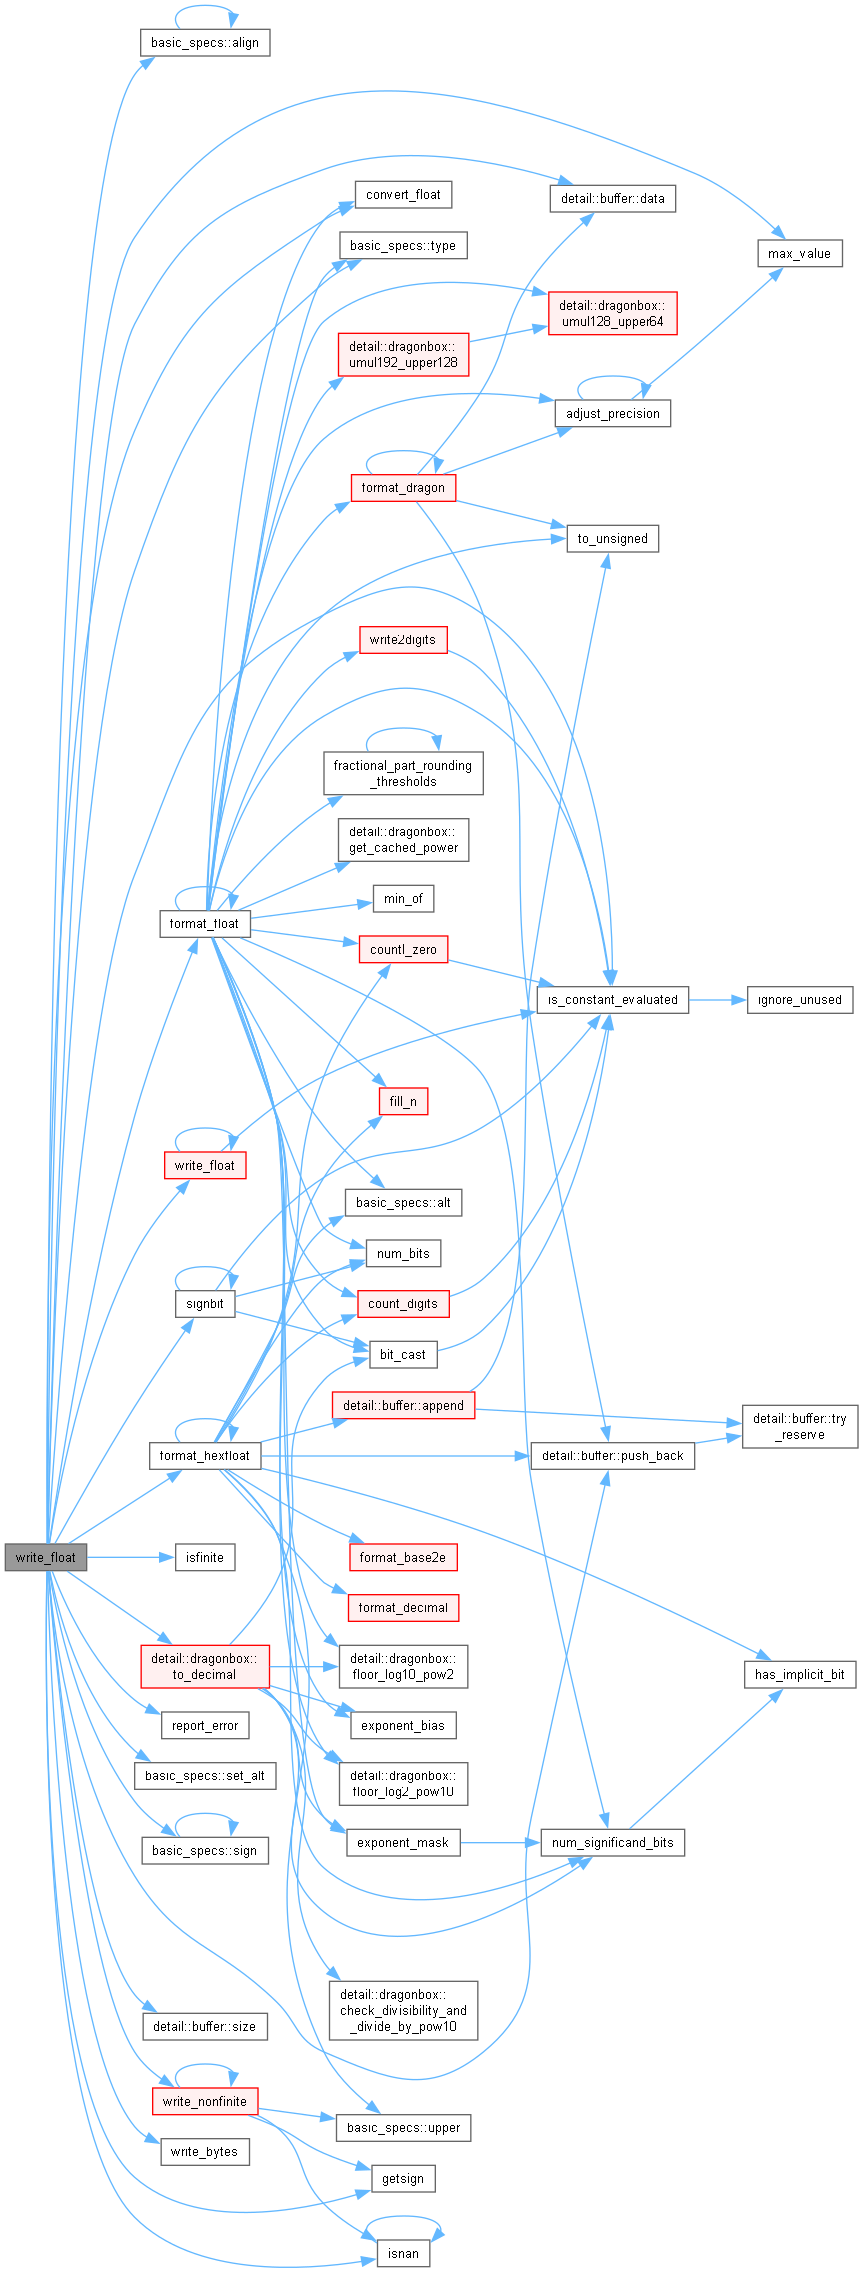 basic_specs::align
convert_float
detail::buffer::data
basic_specs::type
max_value
detail::dragonbox::
umul128_upper64
detail::dragonbox::
umul192_upper128
adjust_precision
format_dragon
to_unsigned
write2digits
fractional_part_rounding
_thresholds
detail::dragonbox::
get_cached_power
min_of
format_float
countl_zero
is_constant_evaluated
ignore_unused
fill_n
write_float
basic_specs::alt
num_bits
signbit
count_digits
bit_cast
detail::buffer::append
detail::buffer::try
_reserve
format_hexfloat
detail::buffer::push_back
write_float
isfinite
format_base2e
format_decimal
detail::dragonbox::
to_decimal
detail::dragonbox::
floor_log10_pow2
has_implicit_bit
report_error
exponent_bias
basic_specs::set_alt
detail::dragonbox::
floor_log2_pow10
basic_specs::sign
exponent_mask
num_significand_bits
detail::dragonbox::
check_divisibility_and
_divide_by_pow10
detail::buffer::size
write_nonfinite
basic_specs::upper
write_bytes
getsign
isnan